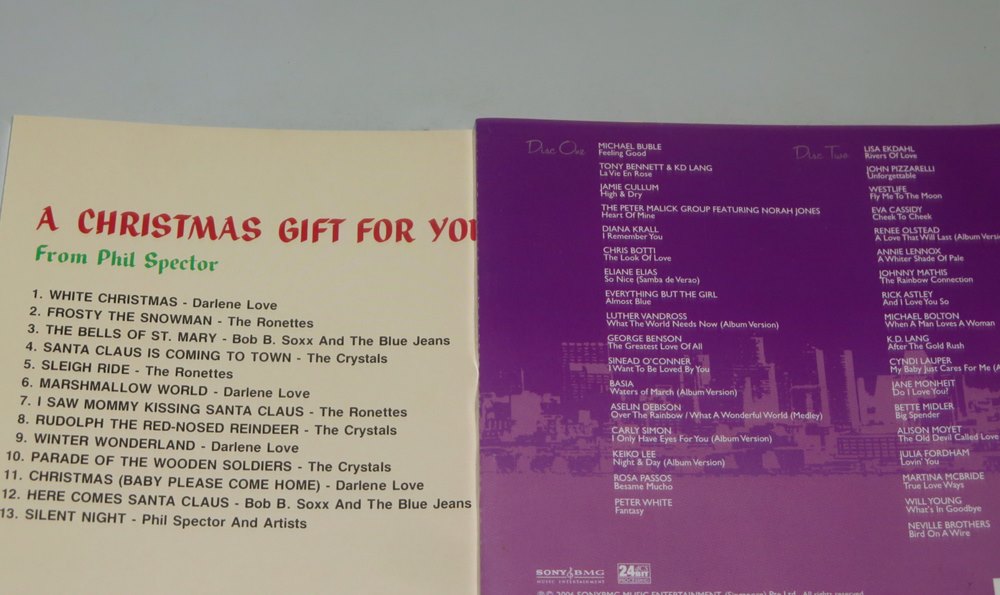 A CHRISTMAS GIFT FOR YOU
From Phil Spector
1. WHITE CHRISTMAS - Darlene Love
2. FROSTY THE SNOWMAN - The Ronettes
3. THE BELLS OF ST. MARY - Bob B. Soxx And The Blue Jeans
4. SANTA CLAUS IS COMING TO TOWN - The Crystals
5. SLEIGH RIDE - The Ronettes
6. MARSHMALLOW WORLD - Darlene Love
7. I SAW MOMMY KISSING SANTA CLAUS - The Ronettes
8. RUDOLPH THE RED-NOSED REINDEER - The Crystals
9. WINTER WONDERLAND - Darlene Love
10. PARADE OF THE WOODEN SOLDIERS - The Crystals
11. CHRISTMAS (BABY PLEASE COME HOME) - Darlene Love
12. HERE COMES SANTA CLAUS - Bob B. Soxx And The Blue Jeans
13. SILENT NIGHT - Phil Spector And Artists
Disc One
MICHAEL BUBLE
Feeling Good
TONY BENNETT & KD LANG
La Vie En Rose
JAMIE CULLUM
High & Dry
THE PETER MALICK GROUP FEATURING NORAH JONES
Heart Of Mine
DIANA KRALL
I Remember You
CHRIS BOTTI
The Look Of Love
ELIANE ELIAS
So Nice (Samba de Verao)
EVERYTHING BUT THE GIRL
Almost Blue
LUTHER VANDROSS
What The World Needs Now (Album Version)
GEORGE BENSON
The Greatest Love Of All
SINEAD O'CONNER
I Want To Be Loved By You
BASIA
Waters of March (Album Version)
ASELIN DEBISON
Over The Rainbow / What A Wonderful World (Medley)
CARLY SIMON
I Only Have Eyes For You (Album Version)
KEIKO LEE
Night & Day (Album Version)
ROSA PASSOS
Besame Mucho
PETER WHITE
Fantasy
Disc Two
LISA EKDAHL
Rivers Of Love
JOHN PIZZARELLI
Unforgettable
WESTLIFE
Fly Me To The Moon
EVA CASSIDY
Cheek To Cheek
RENEE OLSTEAD
A Love That Will Last (Album Versi
ANNIE LENNOX
A Whiter Shade Of Pale
JOHNNY MATHIS
The Rainbow Connection
RICK ASTLEY
And I Love You So
MICHAEL BOLTON
When A Man Loves A Woman
K.D. LANG
After The Gold Rush
CYNDI LAUPER
My Baby Just Cares For Me (A
JANE MONHEIT
Do I Love You?
BETTE MIDLER
Big Spender
ALISON MOYET
The Old Devil Called Love
JULIA FORDHAM
Lovin' You
MARTINA MCBRIDE
True Love Ways
WILL YOUNG
What's In Goodbye
NEVILLE BROTHERS
Bird On A Wire
SONY BMG
MUSIC ENTERTAINMENT
24 BIT
PROCESSING
© 2006 SONYBMG MUSIC ENTERTAINMENT (Singapore) Pte Ltd. All rights reserved